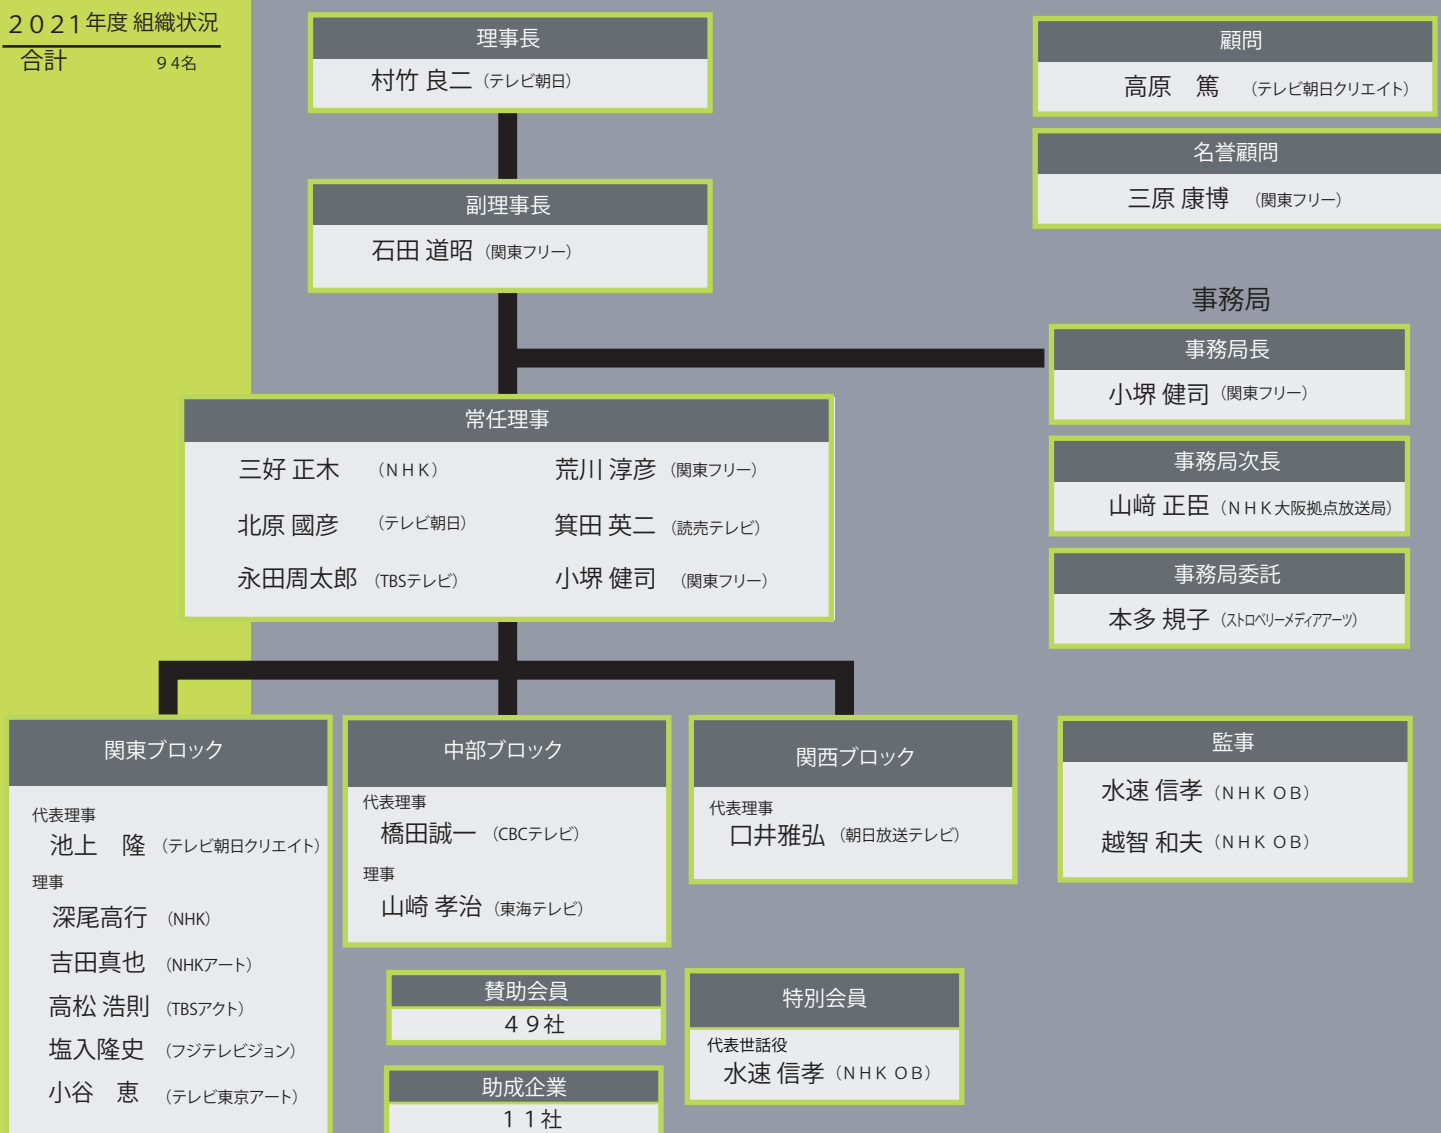 ２０２1年度 組織状況
合計 ９４名
理事長
村竹 良二（テレビ朝日）
副理事長
石田 道昭（関東フリー）
顧問
高原　篤 （テレビ朝日クリエイト）
名誉顧問
三原 康博 （関東フリー）
事務局
事務局長
小堺 健司（関東フリー）
事務局次長
山﨑 正臣（ＮＨＫ大阪拠点放送局）
事務局委託
本多 規子（ストロベリーメディアアーツ）
常任理事
三好 正木 （ＮＨＫ） 荒川 淳彦（関東フリー）
北原 國彦 （テレビ朝日） 箕田 英二（読売テレビ）
永田周太郎（TBSテレビ） 小堺 健司 （関東フリー）
関東ブロック
代表理事
池上　隆（テレビ朝日クリエイト）
理事
深尾高行 （NHK）
吉田真也 （NHKアート）
高松 浩則 （TBSアクト）
塩入隆史 （フジテレビジョン）
小谷　恵 （テレビ東京アート）
中部ブロック
代表理事
橋田誠一 （CBCテレビ）
理事
山崎 孝治（東海テレビ）
関西ブロック
代表理事
口井雅弘（朝日放送テレビ）
監事
水速 信孝（ＮＨＫ ＯＢ）
越智 和夫（ＮＨＫ ＯＢ）
賛助会員
４９社
助成企業
１１社
特別会員
代表世話役
水速 信孝（ＮＨＫ ＯＢ）